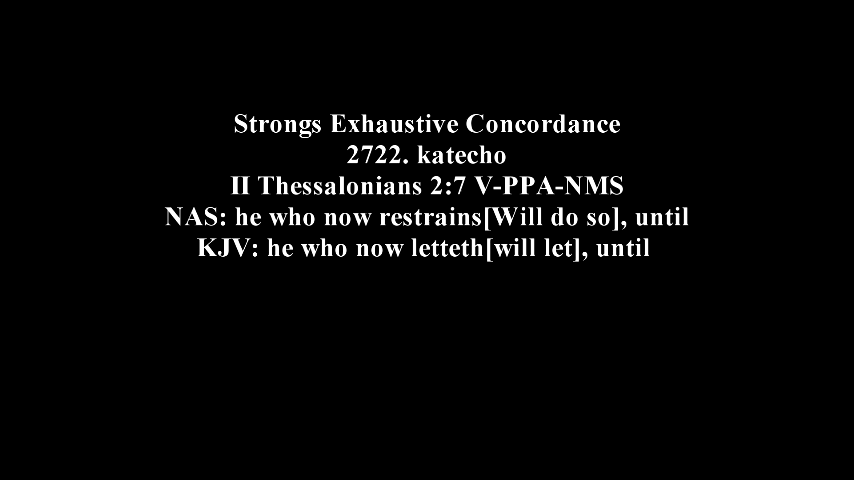 Strongs Exhaustive Concordance
2722. katecho
II Thessalonians 2:7 V-PPA-NMS
NAS: he who now restrains[Will do so], until
KJV: he who now letteth[will let], until